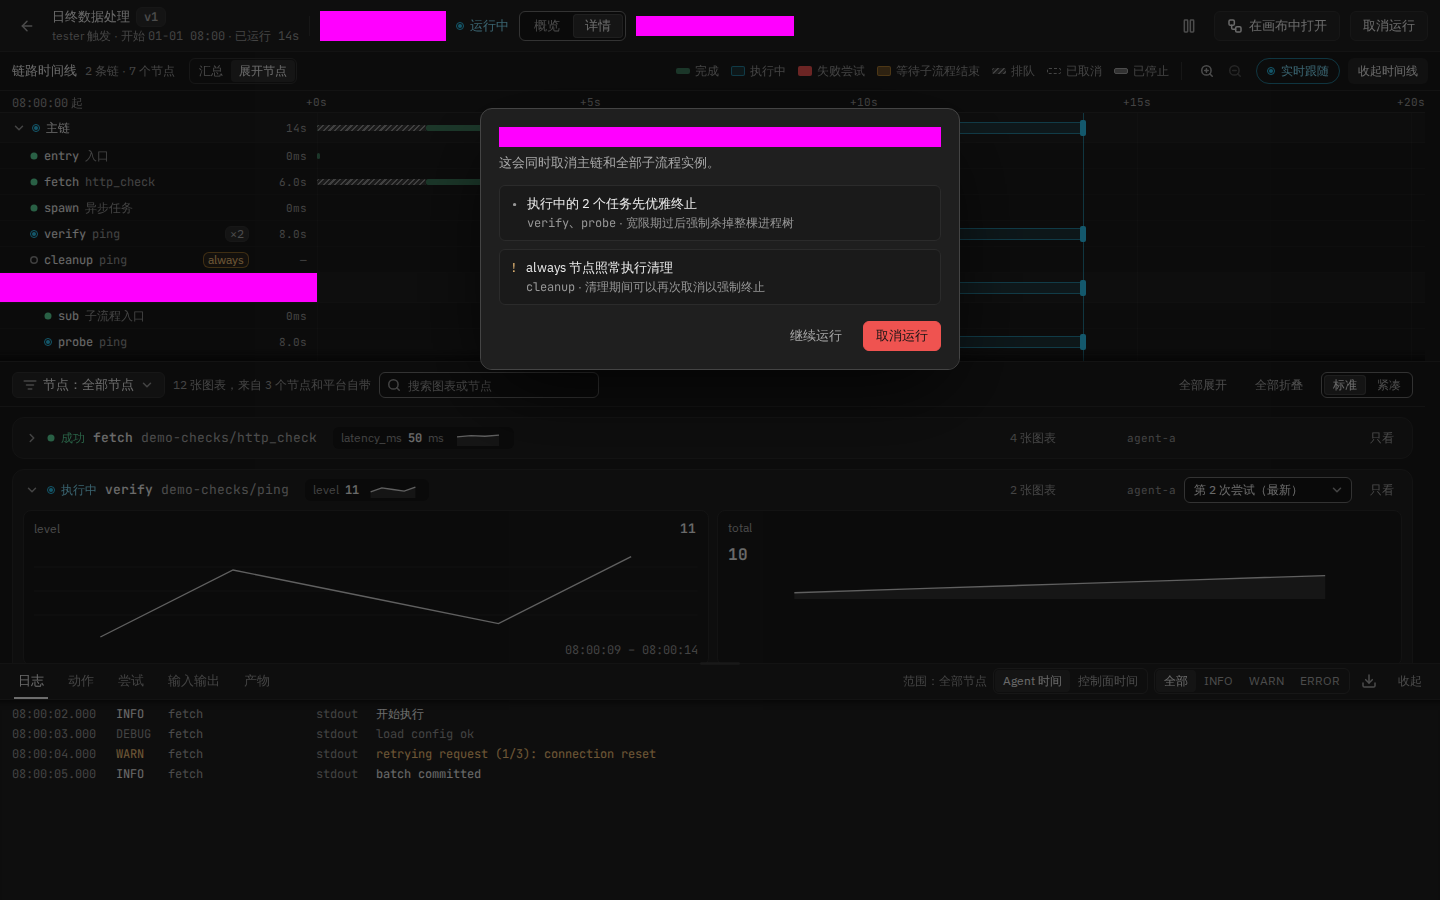 日终数据处理 v1
tester 触发 · 开始 01-01 08:00 · 已运行 14s
运行中
概览 详情
在画布中打开
取消运行
链路时间线 2 条链 · 7 个节点
汇总 展开节点
完成 执行中 失败尝试 等待子流程结束 排队 已取消 已停止
实时跟随
收起时间线
08:00:00 起 +0s +5s +10s +15s +20s
主链 14s
entry 入口 0ms
fetch http_check 6.0s
spawn 异步任务 0ms
verify ping ×2 8.0s
cleanup ping always —
sub 子流程入口 0ms
probe ping 8.0s
这会同时取消主链和全部子流程实例。
执行中的 2 个任务先优雅终止
verify、probe · 宽限期过后强制杀掉整棵进程树
! always 节点照常执行清理
cleanup · 清理期间可以再次取消以强制终止
继续运行 取消运行
节点：全部节点 12 张图表，来自 3 个节点和平台自带 搜索图表或节点 全部展开 全部折叠 标准 紧凑
成功 fetch demo-checks/http_check latency_ms 50 ms 4 张图表 agent-a 只看
执行中 verify demo-checks/ping level 11 2 张图表 agent-a 第 2 次尝试（最新） 只看
level 11
total
10
08:00:09 – 08:00:14
日志 动作 尝试 输入输出 产物 范围：全部节点 Agent 时间 控制面时间 全部 INFO WARN ERROR 收起
08:00:02.000 INFO fetch stdout 开始执行
08:00:03.000 DEBUG fetch stdout load config ok
08:00:04.000 WARN fetch stdout retrying request (1/3): connection reset
08:00:05.000 INFO fetch stdout batch committed